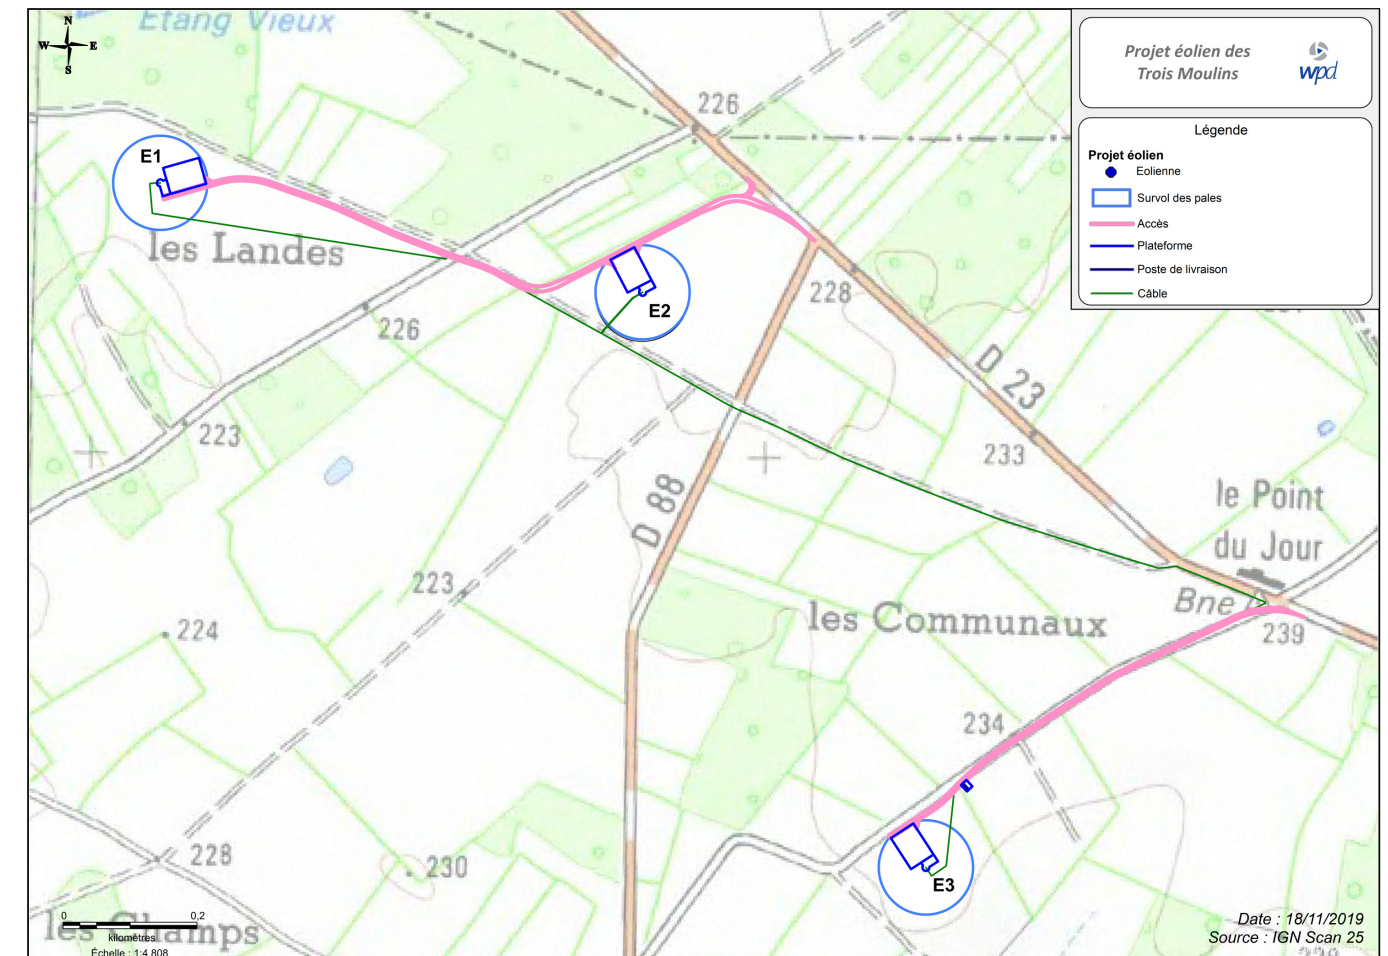 Etang Vieux
N
W E
S
Projet éolien des
Trois Moulins
wpd
Légende
Projet éolien
Eolienne
Survol des pales
Accès
Plateforme
Poste de livraison
Câble
226
E1
les Landes
E2
228
226
D 23
223
233
le Point
du Jour
D 88
223
Bne
les Communaux
239
224
234
228
230
E3
les Champs
0 0,2
kilomètres
Échelle : 1:4 808
Date : 18/11/2019
Source : IGN Scan 25